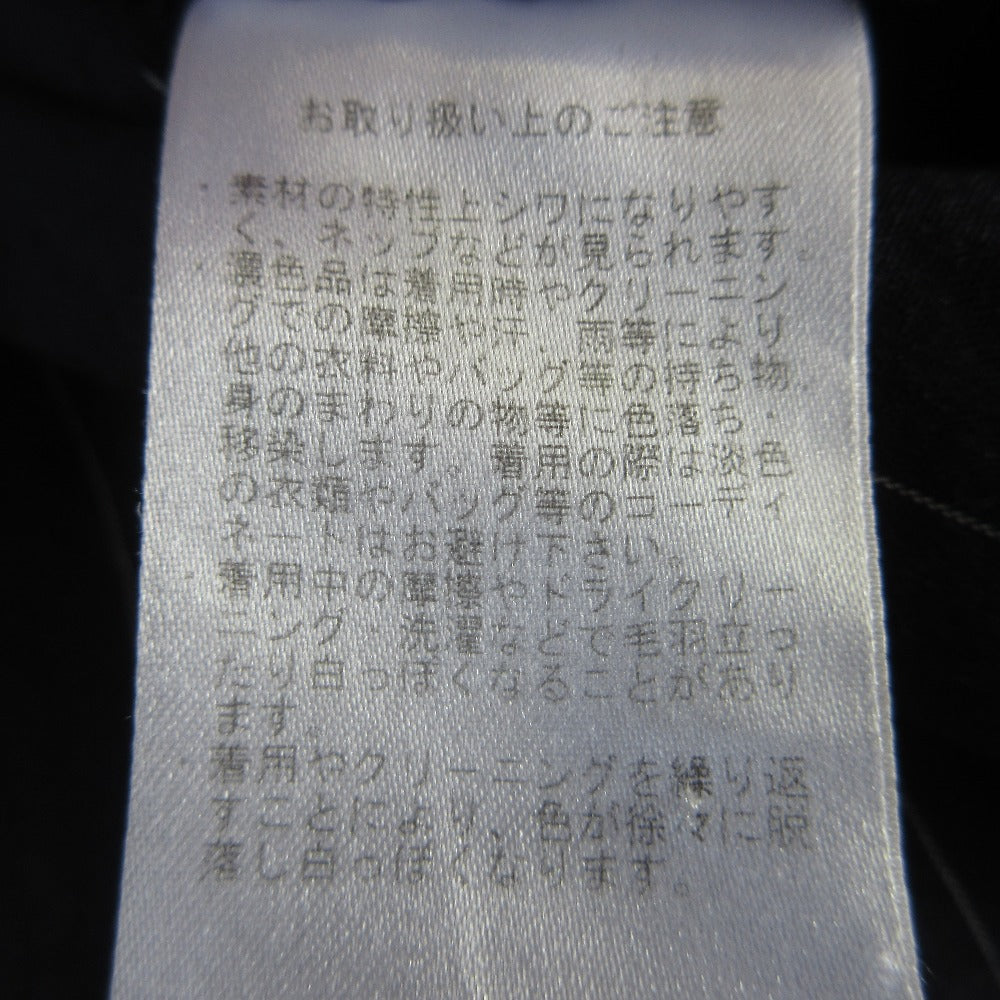 お取り扱い上のご注意
・素材の特性上シワになりやす
く、ネップなどが見られます
・濃色品は着用時やクリーニン
グでの摩擦や汗、雨等により
他の衣料やバッグ等の持ち物・
身のまわりの物等に色落ち・色
移染します。着用の際は淡色
の衣類やバッグ等のコーディ
ネートはお避け下さい。
・着用中の摩擦やドライクリー
ニング・洗濯などで毛羽立っ
たり白っぽくなることがあり
ます。
・着用やクリーニングを繰り返
すことにより、色が徐々に脱
落し白っぽくなります。